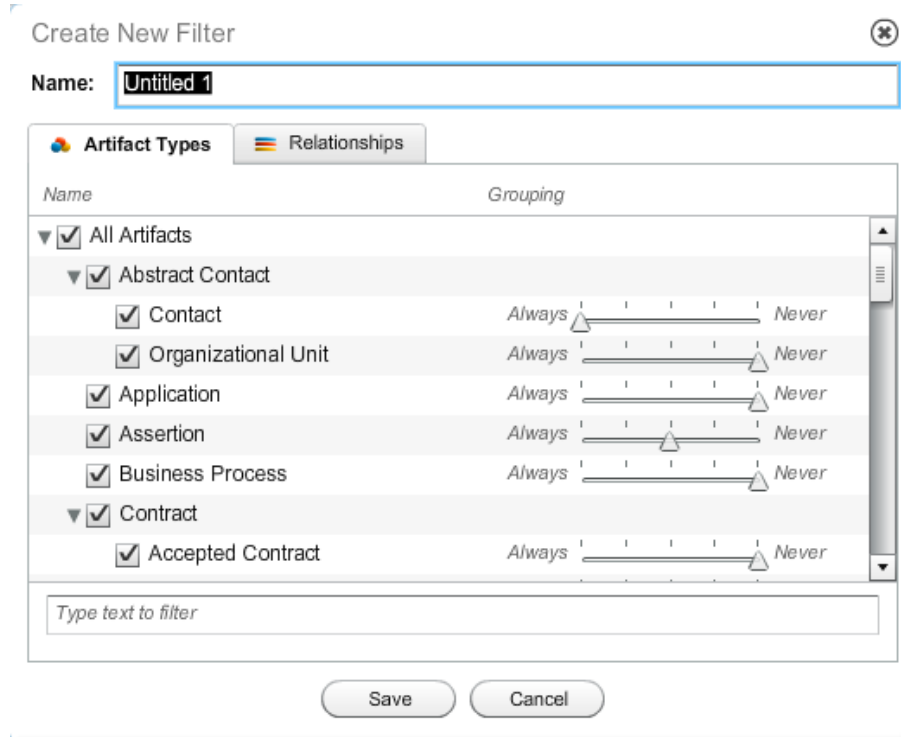 Create New Filter
Name: Untitled 1
Artifact Types Relationships
Name Grouping
All Artifacts
Abstract Contact
Contact Always Never
Organizational Unit Always Never
Application Always Never
Assertion Always Never
Business Process Always Never
Contract
Accepted Contract Always Never
Type text to filter
Save Cancel